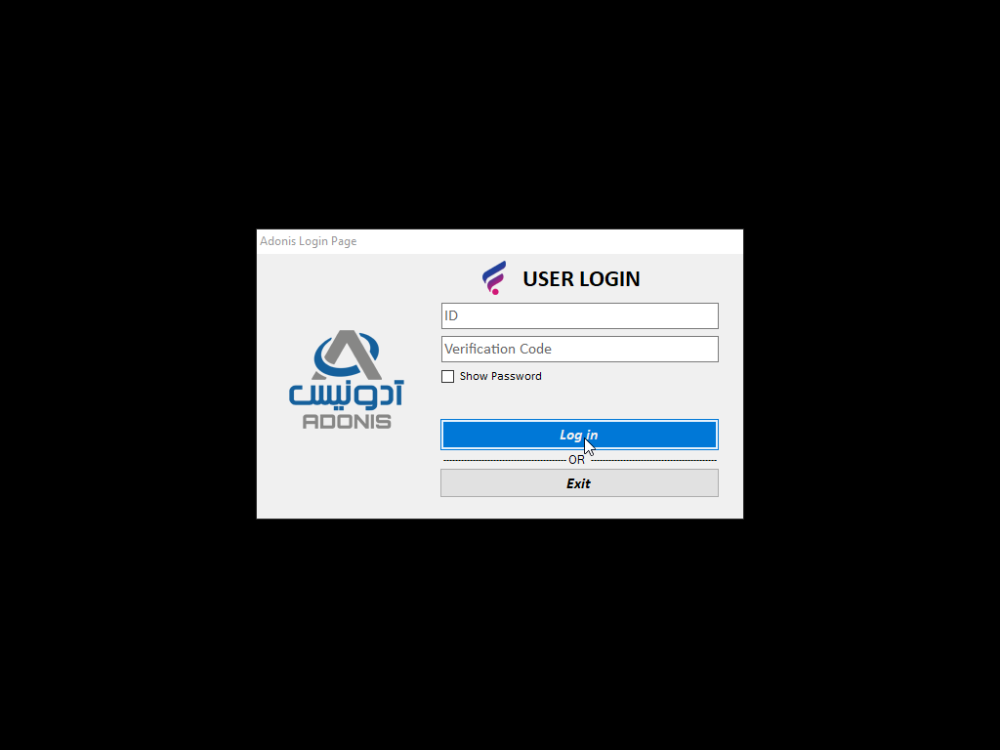 Adonis Login Page
USER LOGIN
ID
Verification Code
Show Password
آدونیس
ADONIS
Log in
OR
Exit